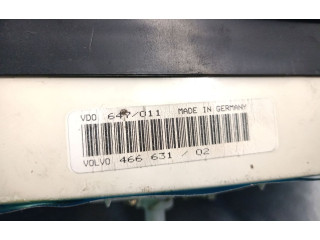 VDO 647/011 MADE IN GERMANY
VOLVO 466 631 / 02